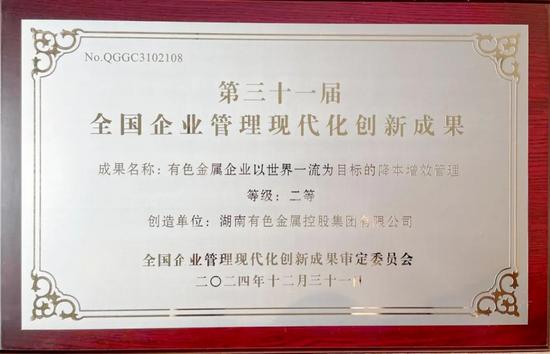 No.QGGC3102108
第三十一届
全国企业管理现代化创新成果
成果名称：有色金属企业以世界一流为目标的降本增效管理
等级：二等
创造单位：湖南有色金属控股集团有限公司
全国企业管理现代化创新成果审定委员会
二〇二四年十二月三十一日